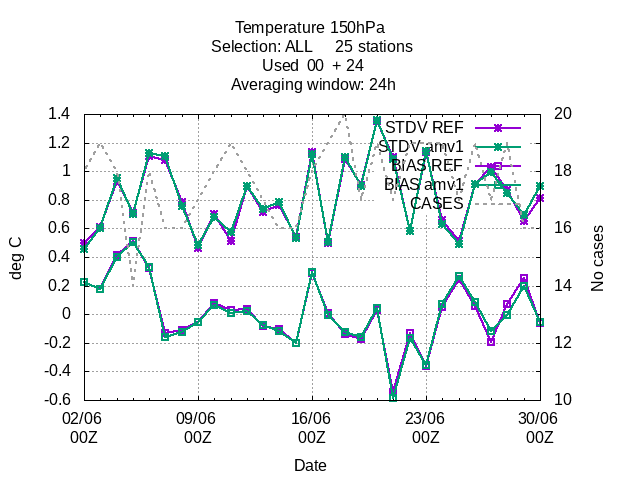 Temperature 150hPa
Selection: ALL 25 stations
Used 00 + 24
Averaging window: 24h
1.4
1.2
1
0.8
0.6
0.4
0.2
0
-0.2
-0.4
-0.6
deg C
20
18
16
14
12
10
No cases
STDV REF
STDV amv1
BIAS REF
BIAS amv1
CASES
02/06 09/06 16/06 23/06 30/06
00Z 00Z 00Z 00Z 00Z
Date